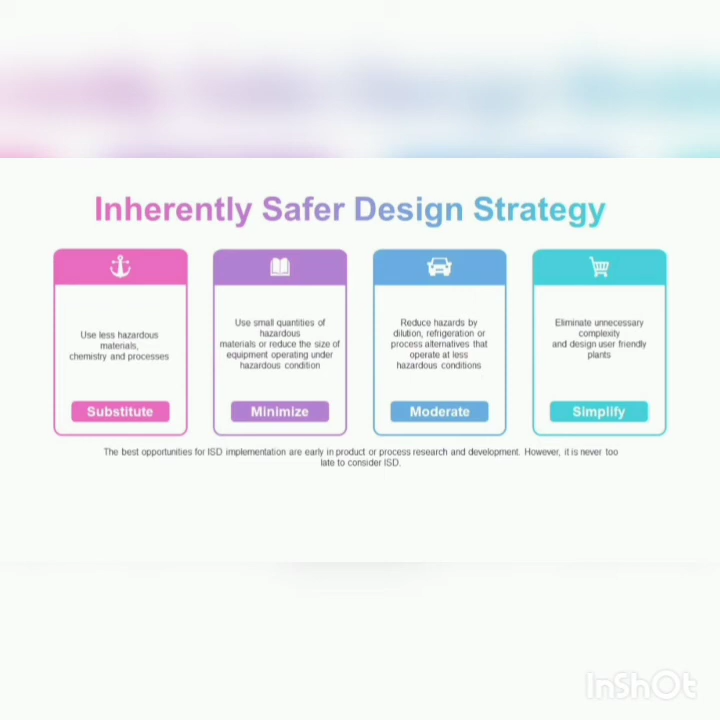 Inherently Safer Design Strategy
Use less hazardous
materials,
chemistry and processes
Substitute
Use small quantities of
hazardous
materials or reduce the size of
equipment operating under
hazardous condition
Minimize
Reduce hazards by
dilution, refrigeration or
process alternatives that
operate at less
hazardous conditions
Moderate
Eliminate unnecessary
complexity
and design user friendly
plants
Simplify
The best opportunities for ISD implementation are early in product or process research and development. However, it is never too
late to consider ISD.
InShOt